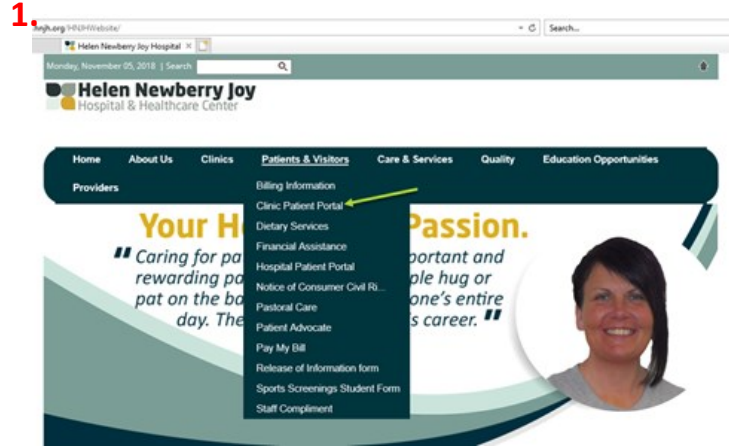 1.
hnjh.org/HNJHWebsite/
Search...
Helen Newberry Joy Hospital
Monday, November 05, 2018 | Search
Helen Newberry Joy
Hospital & Healthcare Center
Home About Us Clinics Patients & Visitors Care & Services Quality Education Opportunities
Providers
Billing Information
Clinic Patient Portal
Dietary Services
Financial Assistance
Hospital Patient Portal
Notice of Consumer Civil Ri...
Pastoral Care
Patient Advocate
Pay My Bill
Release of Information form
Sports Screenings Student Form
Staff Compliment
Your H Passion.
" Caring for pa portant and
rewarding pa ple hug or
pat on the ba one's entire
day. The s career. "